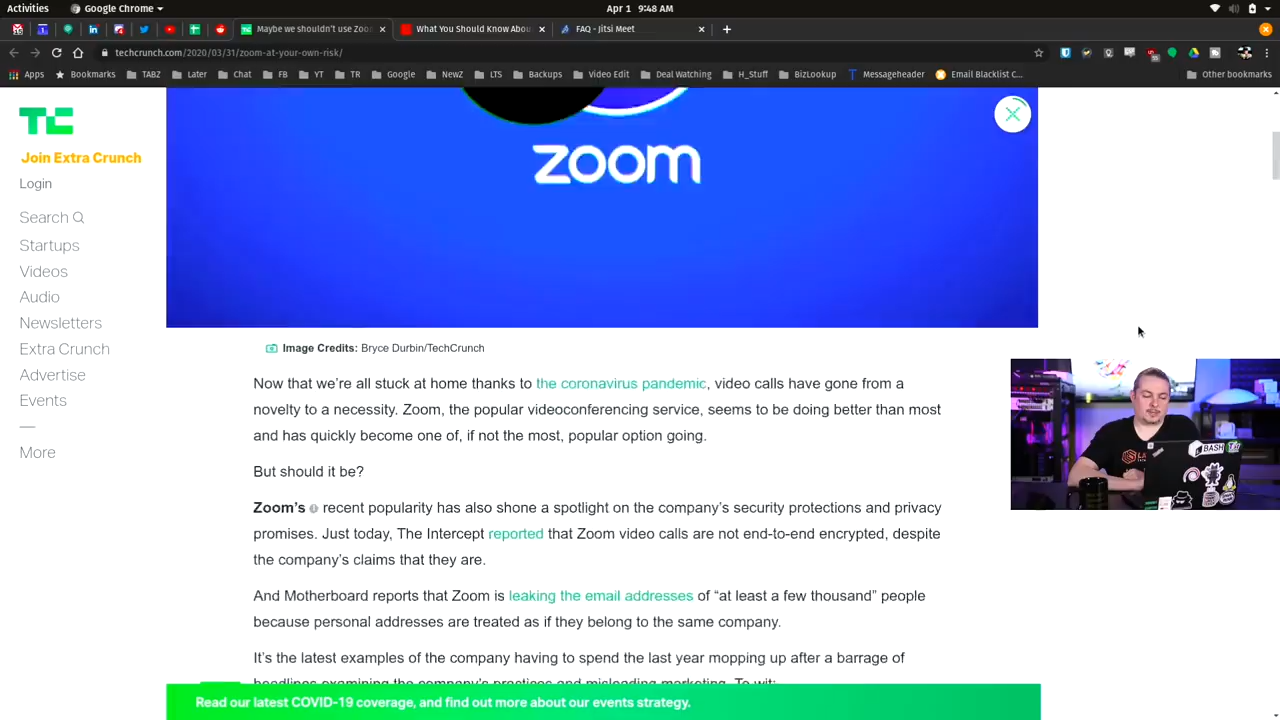 Activities
Google Chrome
Apr 1 9:48 AM
Maybe we shouldn't use Zoo
What You Should Know Abou
FAQ - Jitsi Meet
techcrunch.com/2020/03/31/zoom-at-your-own-risk/
Apps Bookmarks TABZ Later Chat FB YT TR Google NewZ LTS Backups Video Edit Deal Watching H_Stuff BizLookup Messageheader Email Blacklist C... Other bookmarks
TC
Join Extra Crunch
Login
Search
Startups
Videos
Audio
Newsletters
Extra Crunch
Advertise
Events
—
More
zoom
Image Credits: Bryce Durbin/TechCrunch
Now that we're all stuck at home thanks to the coronavirus pandemic, video calls have gone from a
novelty to a necessity. Zoom, the popular videoconferencing service, seems to be doing better than most
and has quickly become one of, if not the most, popular option going.
But should it be?
Zoom's recent popularity has also shone a spotlight on the company's security protections and privacy
promises. Just today, The Intercept reported that Zoom video calls are not end-to-end encrypted, despite
the company's claims that they are.
And Motherboard reports that Zoom is leaking the email addresses of “at least a few thousand” people
because personal addresses are treated as if they belong to the same company.
It's the latest examples of the company having to spend the last year mopping up after a barrage of
headlines examining the company's practices and misleading marketing. To wit:
Read our latest COVID-19 coverage, and find out more about our events strategy.
BASH